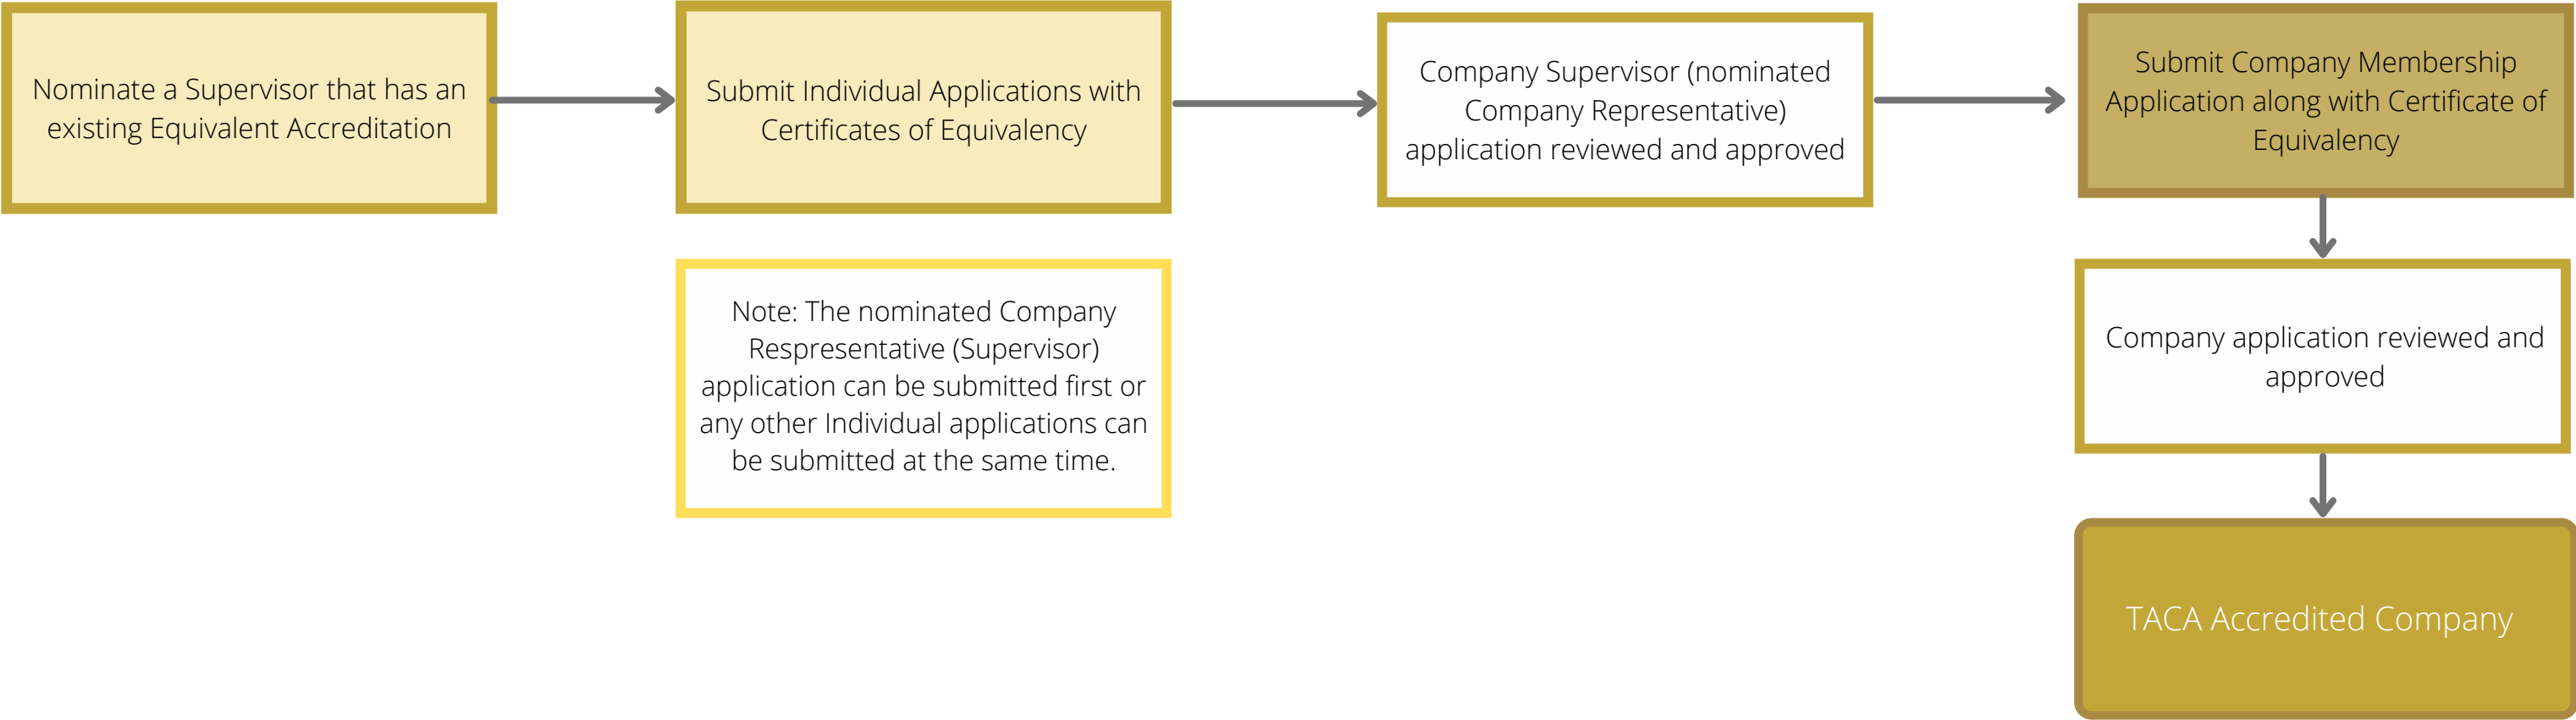 Nominate a Supervisor that has an
existing Equivalent Accreditation
Submit Individual Applications with
Certificates of Equivalency
Company Supervisor (nominated
Company Representative)
application reviewed and approved
Submit Company Membership
Application along with Certificate of
Equivalency
Note: The nominated Company
Respresentative (Supervisor)
application can be submitted first or
any other Individual applications can
be submitted at the same time.
Company application reviewed and
approved
TACA Accredited Company